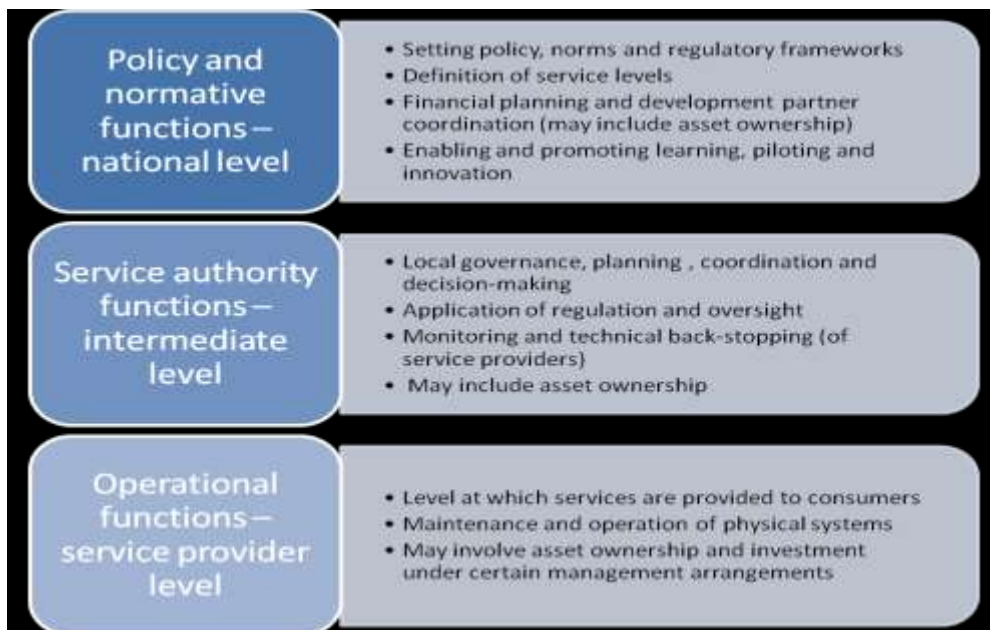 Policy and
normative
functions –
national level
• Setting policy, norms and regulatory frameworks
• Definition of service levels
• Financial planning and development partner
coordination (may include asset ownership)
• Enabling and promoting learning, piloting and
innovation
Service authority
functions –
intermediate
level
• Local governance, planning , coordination and
decision-making
• Application of regulation and oversight
• Monitoring and technical back-stopping (of
service providers)
• May include asset ownership
Operational
functions –
service provider
level
• Level at which services are provided to consumers
• Maintenance and operation of physical systems
• May involve asset ownership and investment
under certain management arrangements